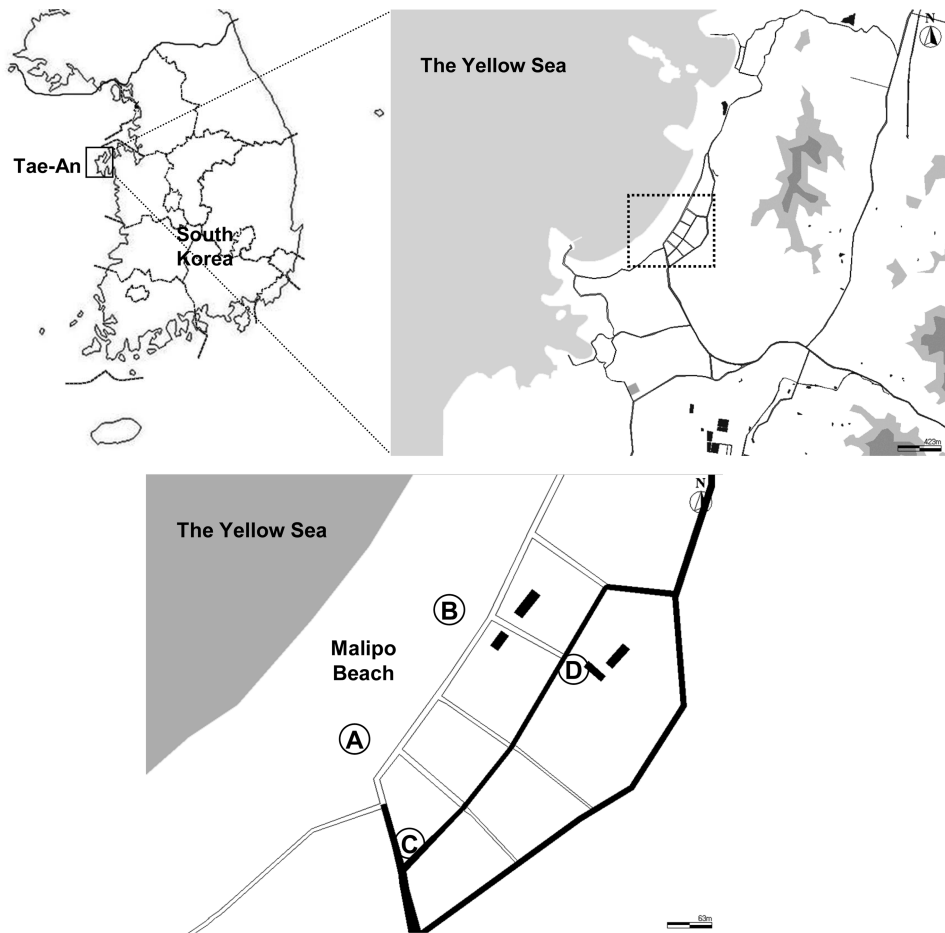 The Yellow Sea
N
Tae-An
South
Korea
423m
The Yellow Sea
N
B
Malipo
Beach
D
A
C
63m